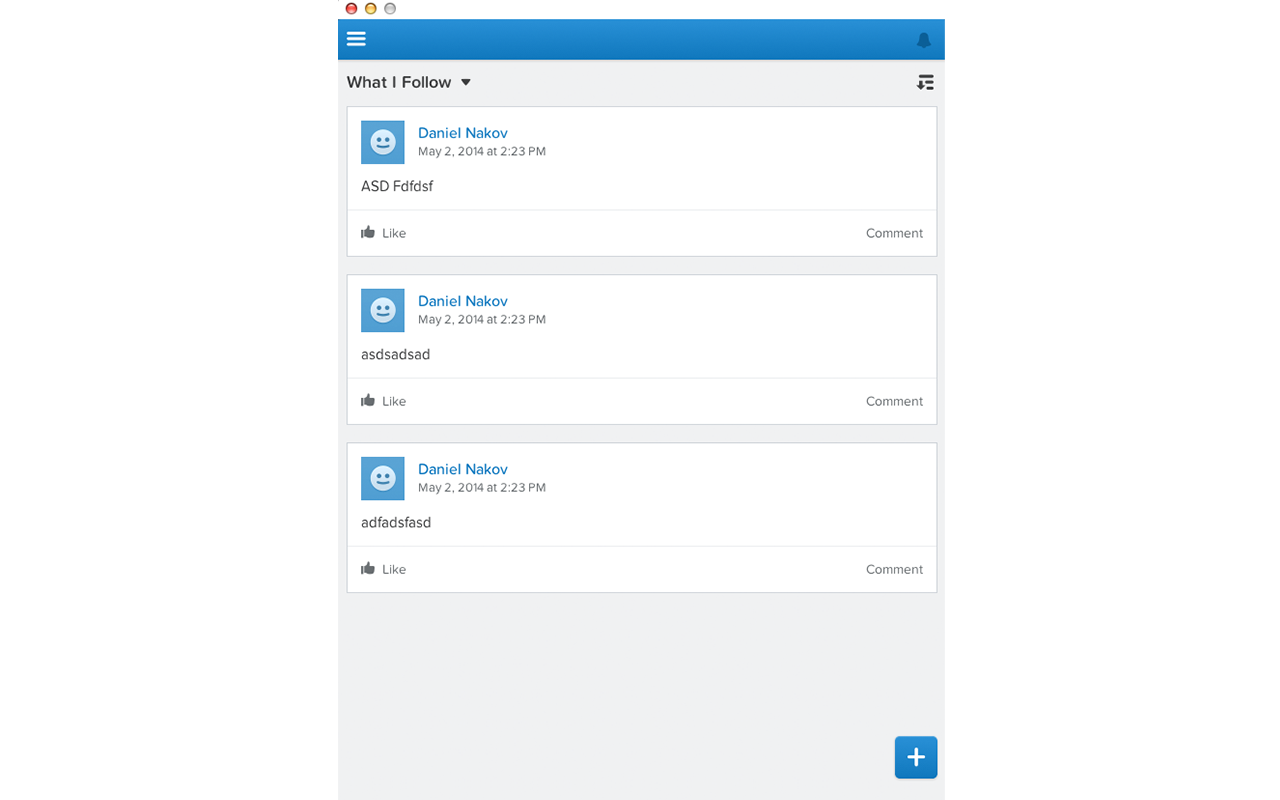 What I Follow
Daniel Nakov
May 2, 2014 at 2:23 PM
ASD Fdfdsf
Like
Comment
Daniel Nakov
May 2, 2014 at 2:23 PM
asdsadsad
Like
Comment
Daniel Nakov
May 2, 2014 at 2:23 PM
adfadsfasd
Like
Comment